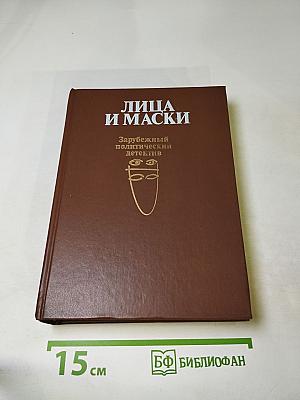 ЛИЦА
И МАСКИ
Зарубежный
политический
детектив
15 см
БФ БИБЛИОФАН